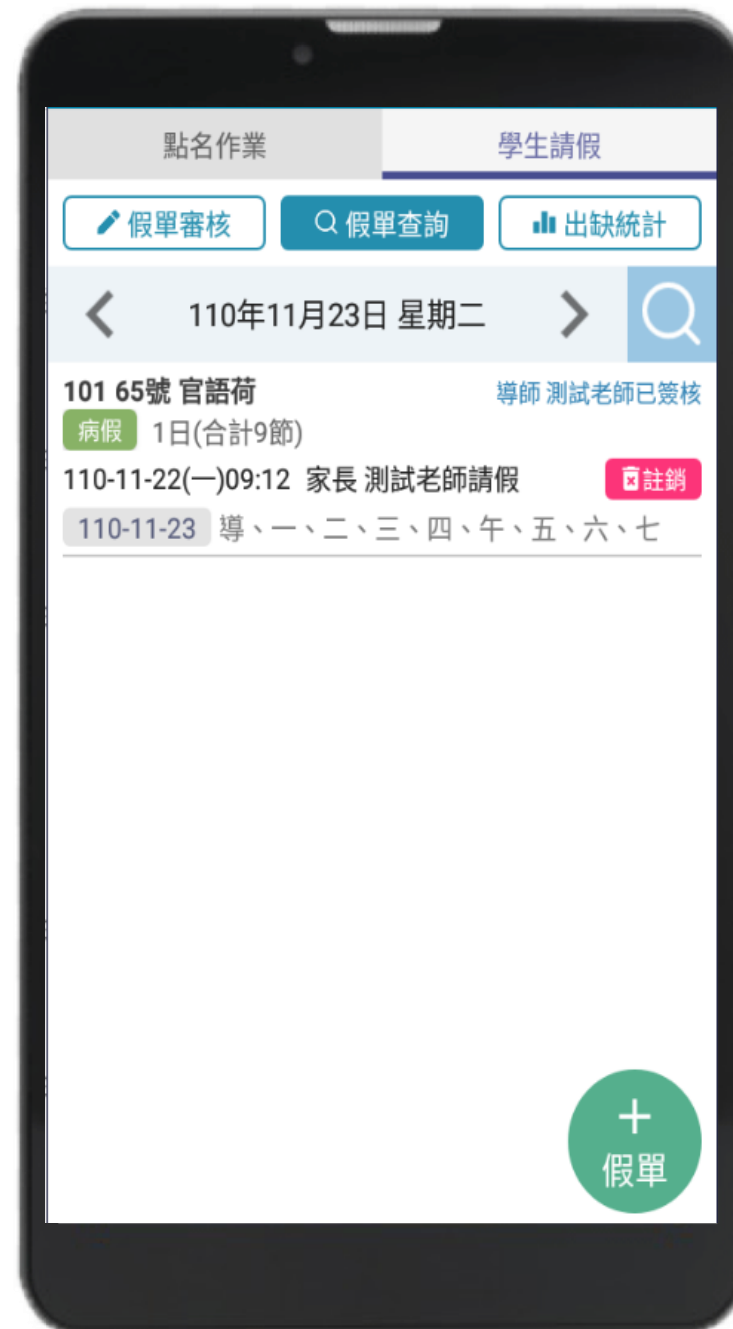 點名作業 學生請假
假單審核 假單查詢 出缺統計
110年11月23日 星期二
101 65號 官語荷 導師 測試老師已簽核
病假 1日(合計9節)
110-11-22(一)09:12 家長 測試老師請假 註銷
110-11-23 導、一、二、三、四、午、五、六、七
+
假單